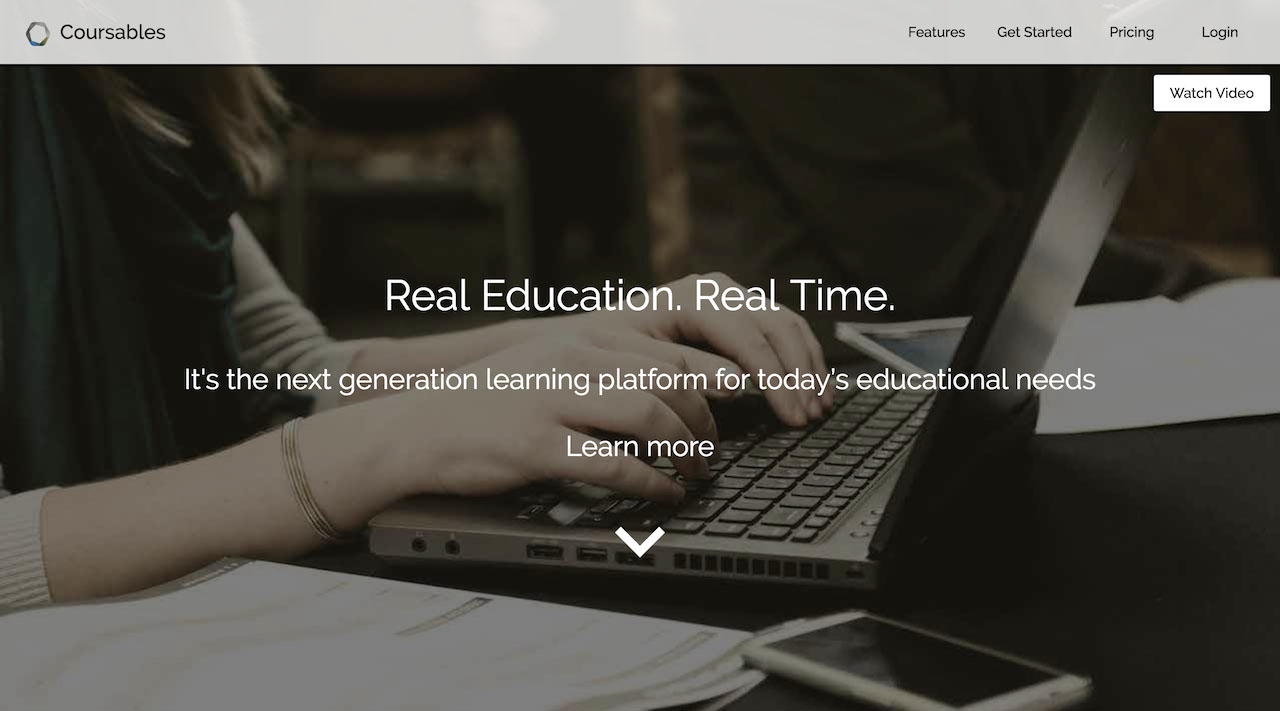 Coursables
Features
Get Started
Pricing
Login
Watch Video
Real Education. Real Time.
It's the next generation learning platform for today’s educational needs
Learn more